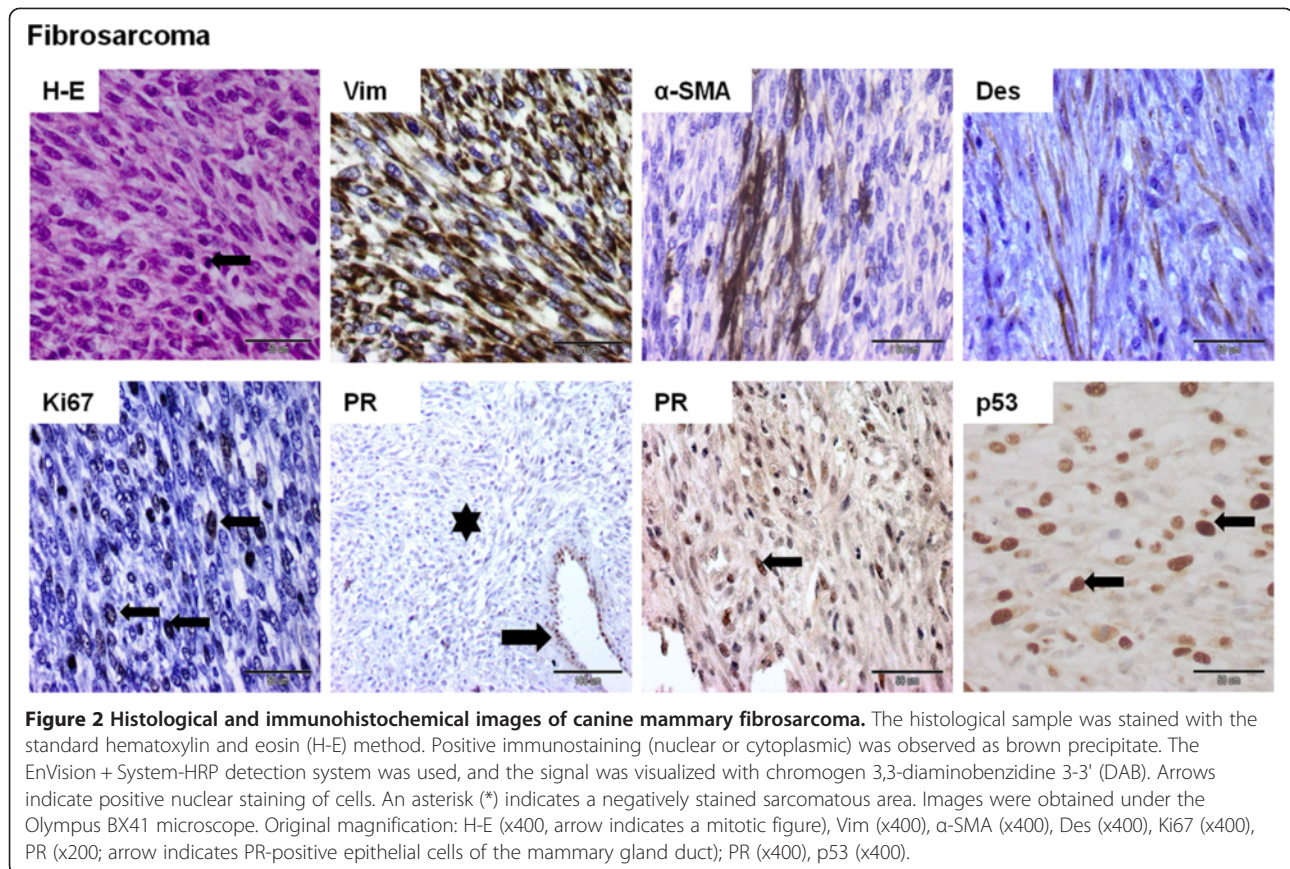 Fibrosarcoma
H-E
Vim
α-SMA
Des
50 µm
Ki67
PR
PR
p53
100 µm
Figure 2 Histological and immunohistochemical images of canine mammary fibrosarcoma. The histological sample was stained with the
standard hematoxylin and eosin (H-E) method. Positive immunostaining (nuclear or cytoplasmic) was observed as brown precipitate. The
EnVision + System-HRP detection system was used, and the signal was visualized with chromogen 3,3-diaminobenzidine 3-3' (DAB). Arrows
indicate positive nuclear staining of cells. An asterisk (*) indicates a negatively stained sarcomatous area. Images were obtained under the
Olympus BX41 microscope. Original magnification: H-E (x400, arrow indicates a mitotic figure), Vim (x400), α-SMA (x400), Des (x400), Ki67 (x400),
PR (x200; arrow indicates PR-positive epithelial cells of the mammary gland duct); PR (x400), p53 (x400).